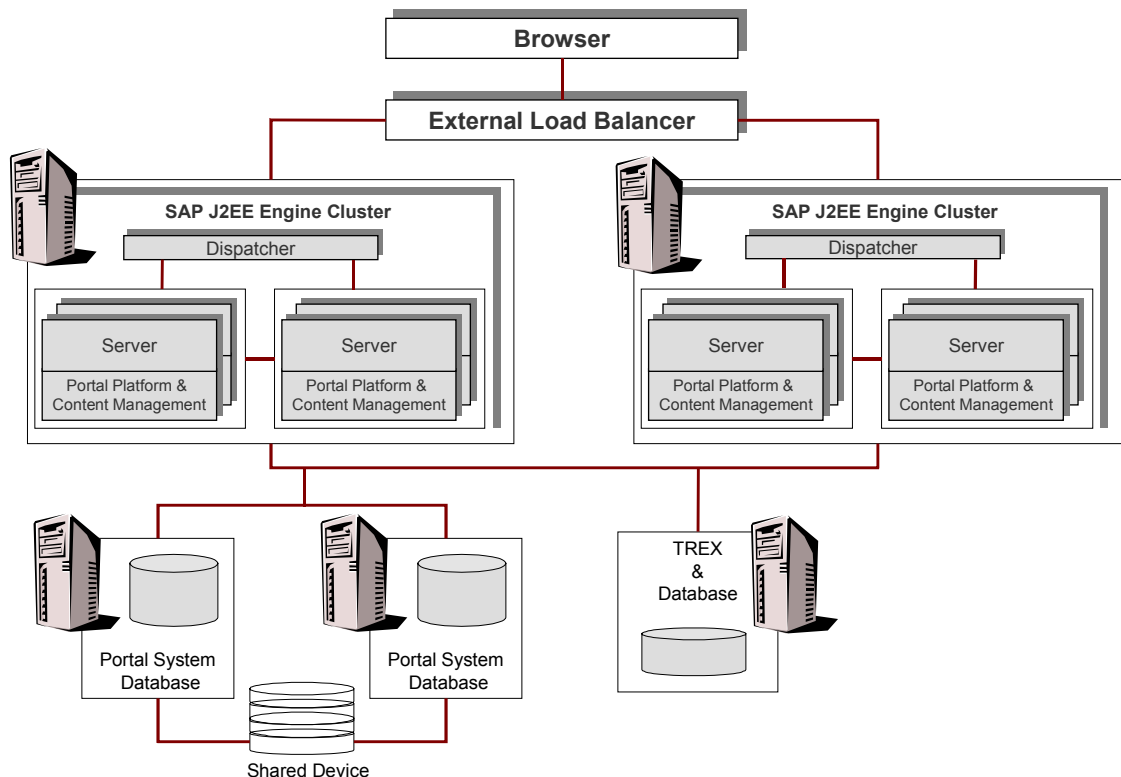 Browser
External Load Balancer
SAP J2EE Engine Cluster
Dispatcher
Server
Portal Platform &
Content Management
Server
Portal Platform &
Content Management
SAP J2EE Engine Cluster
Dispatcher
Server
Portal Platform &
Content Management
Server
Portal Platform &
Content Management
Portal System
Database
Portal System
Database
TREX
&
Database
Shared Device